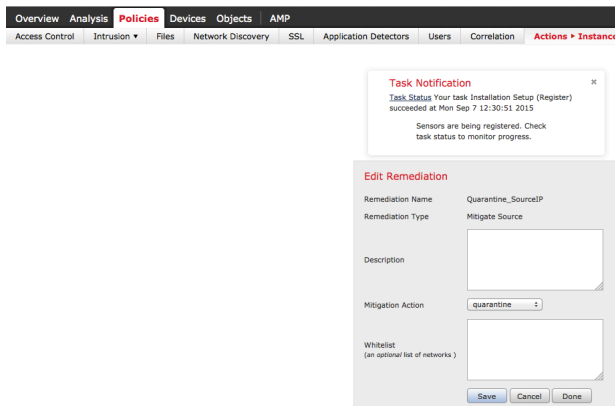 Overview Analysis Policies Devices Objects AMP
Access Control Intrusion ▾ Files Network Discovery SSL Application Detectors Users Correlation Actions ▸ Instance
Task Notification ×
Task Status Your task Installation Setup (Register)
succeeded at Mon Sep 7 12:30:51 2015
Sensors are being registered. Check
task status to monitor progress.
Edit Remediation
Remediation Name Quarantine_SourceIP
Remediation Type Mitigate Source
Description
Mitigation Action quarantine
Whitelist
(an optional list of networks )
Save Cancel Done